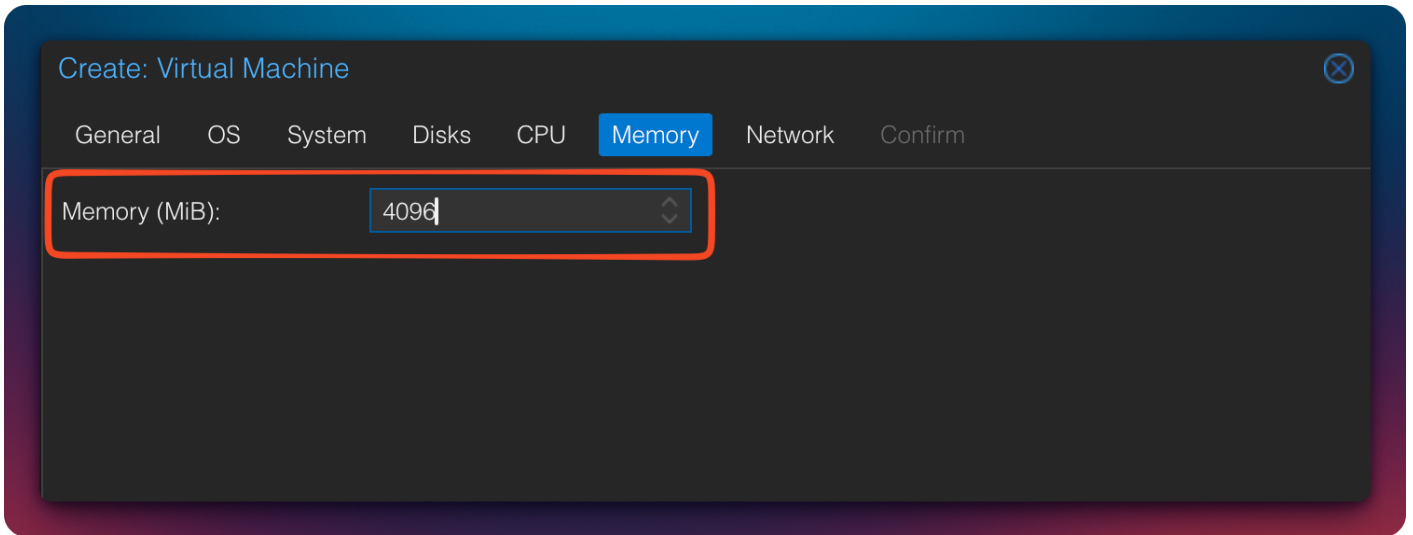 Create: Virtual Machine
General OS System Disks CPU Memory Network Confirm
Memory (MiB): 4096